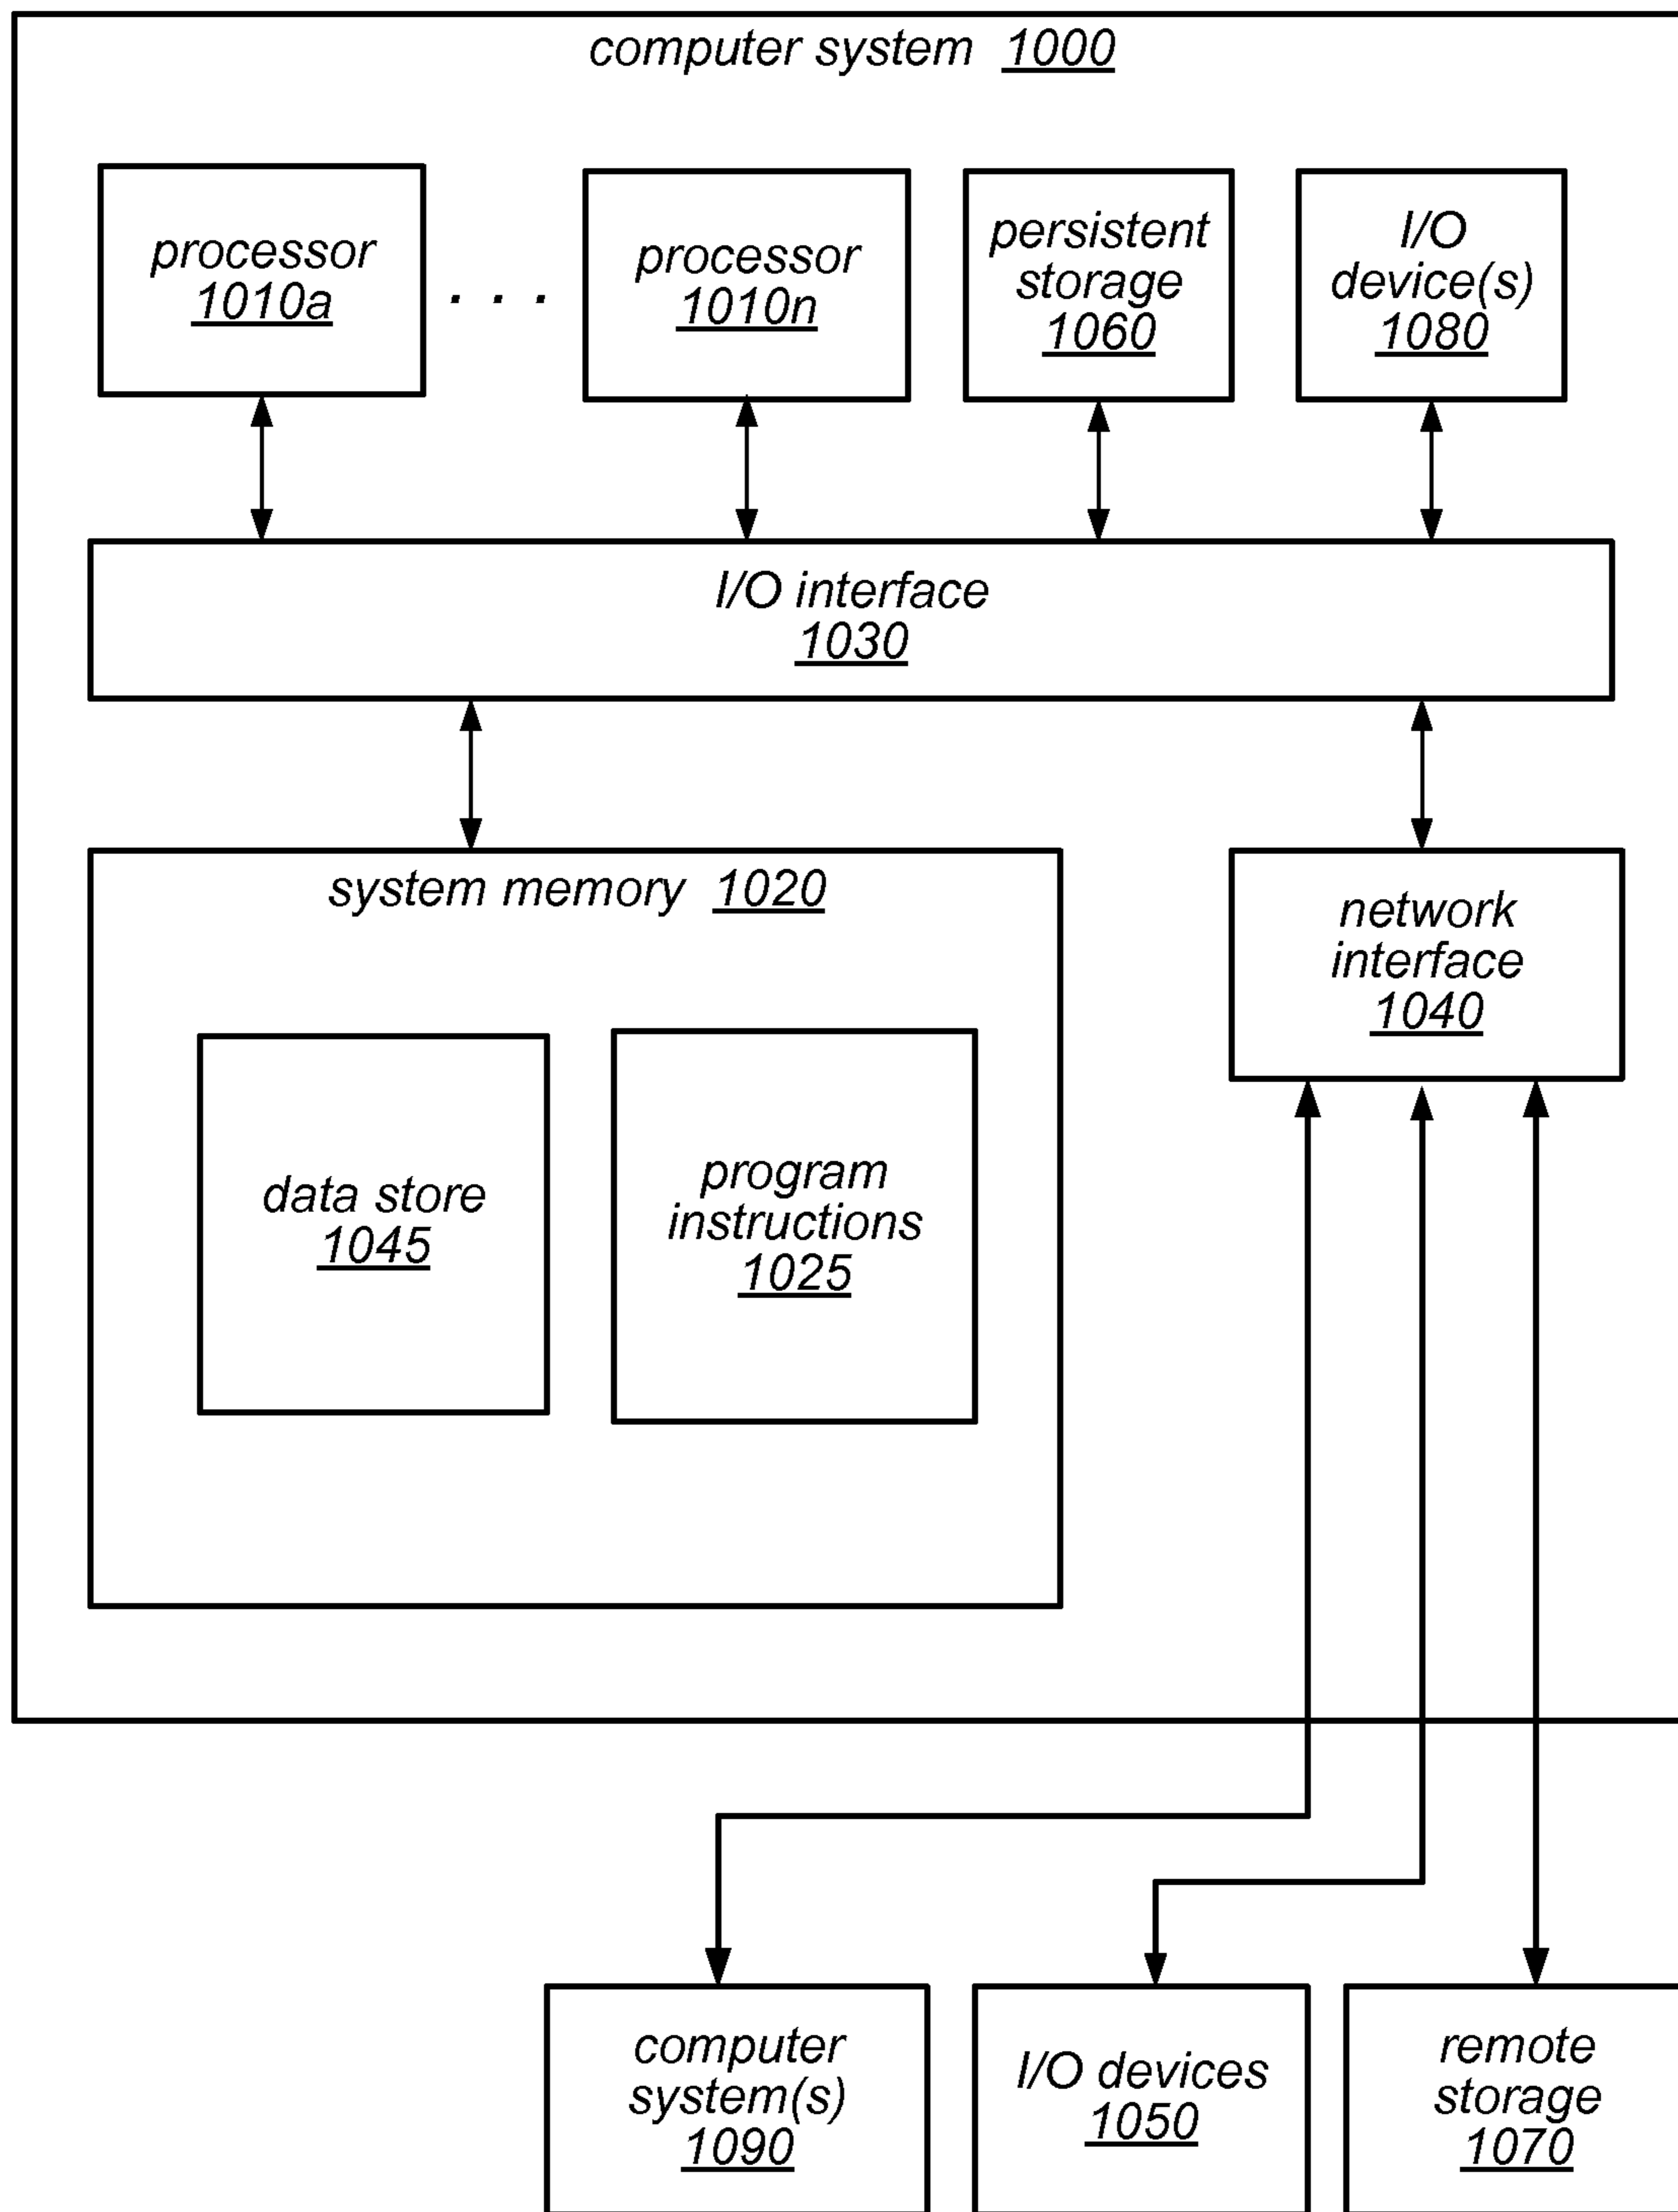 computer system 1000
processor
1010a
. . .
processor
1010n
persistent
storage
1060
I/O
device(s)
1080
I/O interface
1030
system memory 1020
network
interface
1040
data store
1045
program
instructions
1025
computer
system(s)
1090
I/O devices
1050
remote
storage
1070